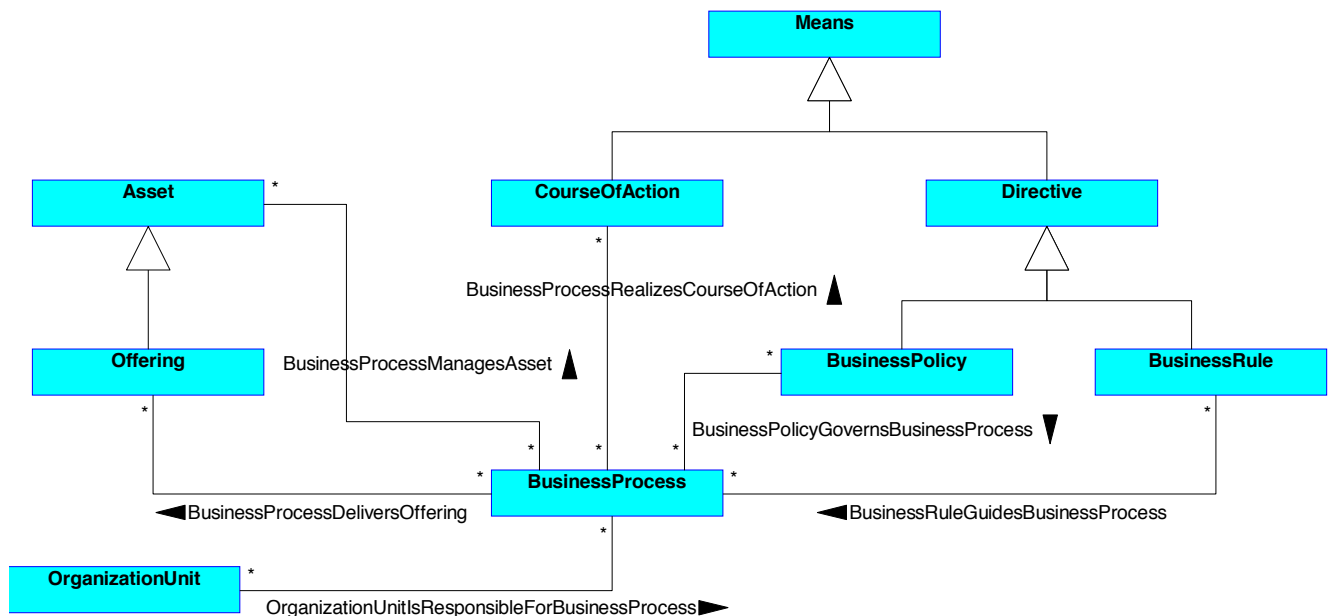 Means
Asset
*
CourseOfAction
Directive
*
BusinessProcessRealizesCourseOfAction
Offering
BusinessProcessManagesAsset
*
BusinessPolicy
BusinessRule
*
*
BusinessPolicyGovernsBusinessProcess
*
*
*
*
*
*
BusinessProcess
BusinessProcessDeliversOffering
BusinessRuleGuidesBusinessProcess
*
OrganizationUnit
*
OrganizationUnitIsResponsibleForBusinessProcess